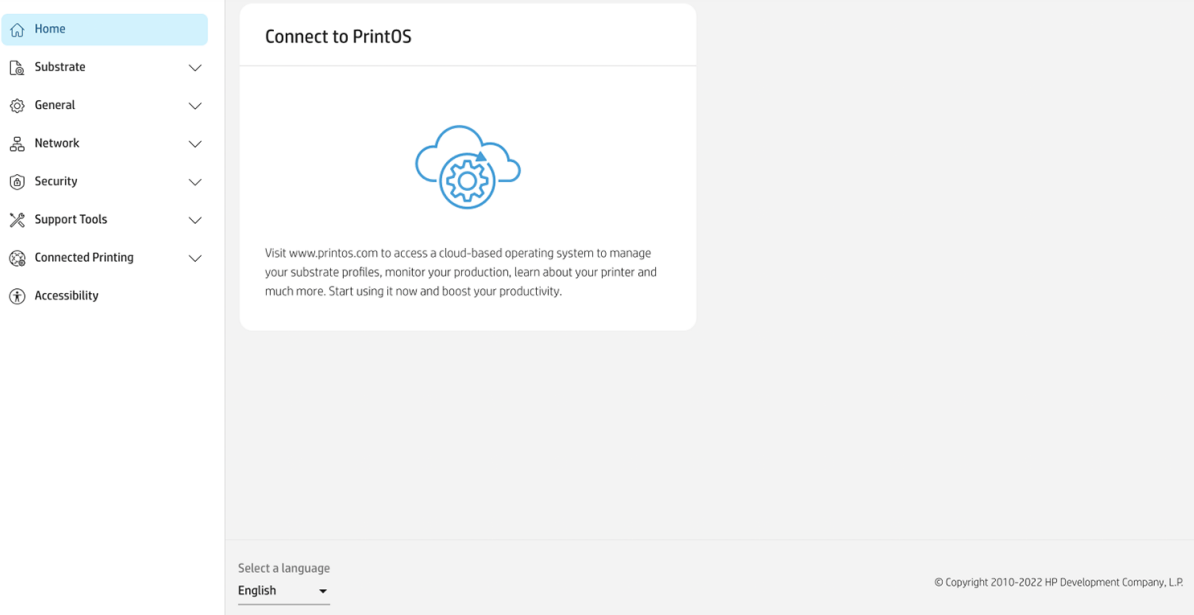 Home
Substrate
General
Network
Security
Support Tools
Connected Printing
Accessibility
Connect to PrintOS
Visit www.printos.com to access a cloud-based operating system to manage
your substrate profiles, monitor your production, learn about your printer and
much more. Start using it now and boost your productivity.
Select a language
English
© Copyright 2010-2022 HP Development Company, L.P.